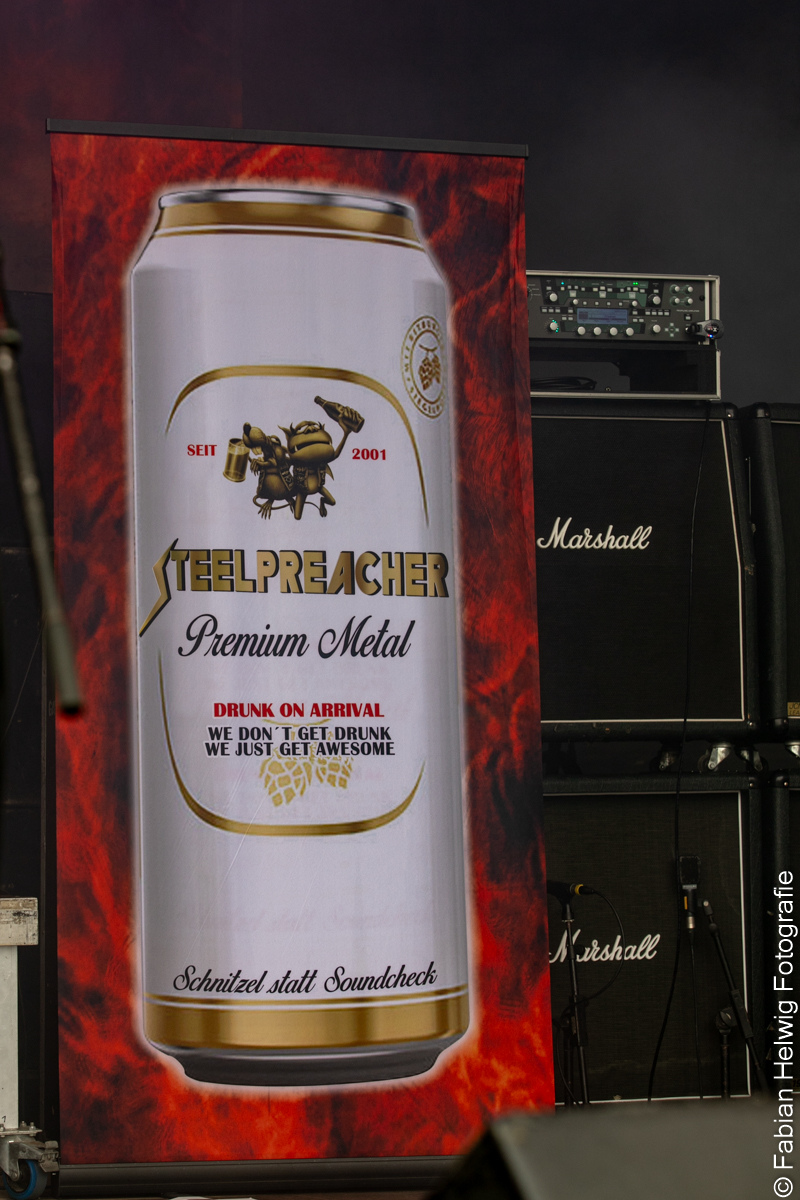 SEIT
2001
STEELPREACHER
Premium Metal
DRUNK ON ARRIVAL
WE DON´T GET DRUNK
WE JUST GET AWESOME
Schnitzel statt Soundcheck
Marshall
Marshall
© Fabian Helwig Fotografie